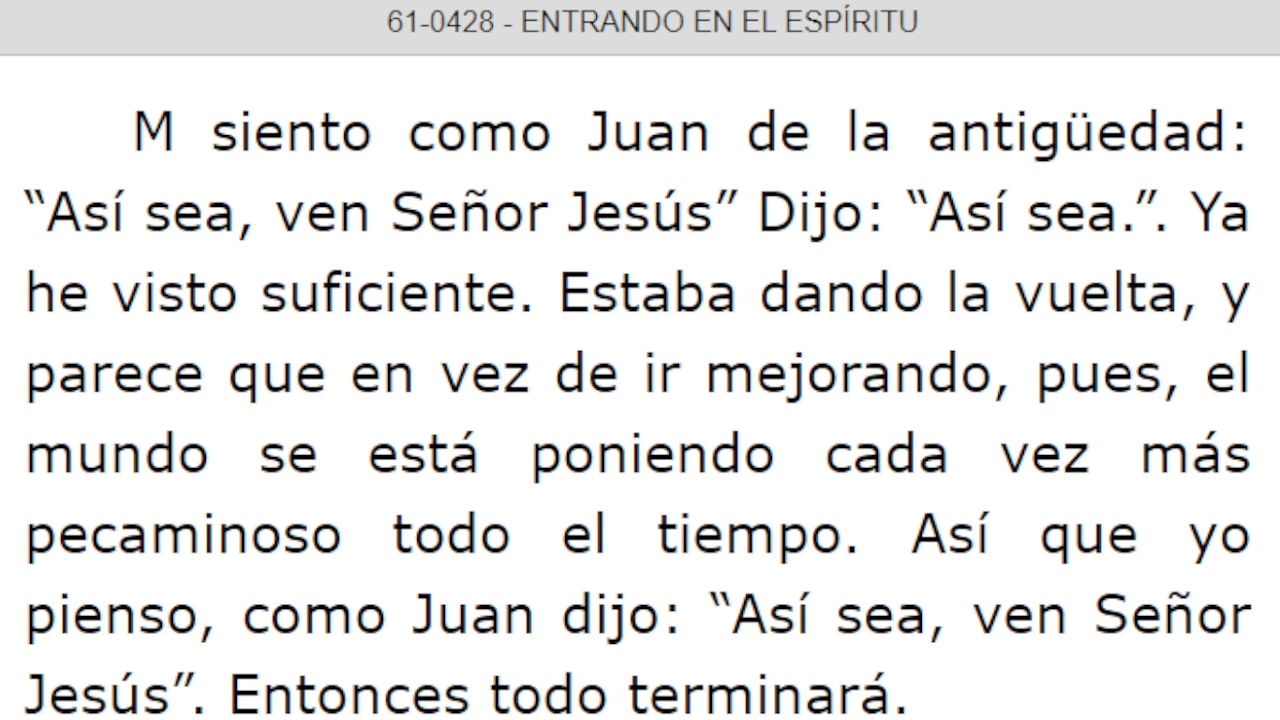 61-0428 - ENTRANDO EN EL ESPÍRITU
M siento como Juan de la antigüedad:
“Así sea, ven Señor Jesús” Dijo: “Así sea.”. Ya
he visto suficiente. Estaba dando la vuelta, y
parece que en vez de ir mejorando, pues, el
mundo se está poniendo cada vez más
pecaminoso todo el tiempo. Así que yo
pienso, como Juan dijo: “Así sea, ven Señor
Jesús”. Entonces todo terminará.